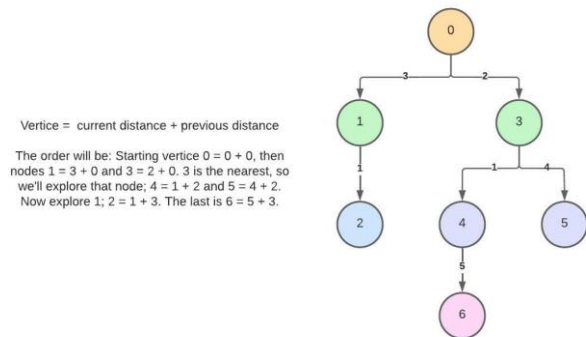 Vertice = current distance + previous distance
The order will be: Starting vertice 0 = 0 + 0, then
nodes 1 = 3 + 0 and 3 = 2 + 0. 3 is the nearest, so
we'll explore that node; 4 = 1 + 2 and 5 = 4 + 2.
Now explore 1; 2 = 1 + 3. The last is 6 = 5 + 3.
0
3 2
1 3
1 1 4
2 4 5
5
6